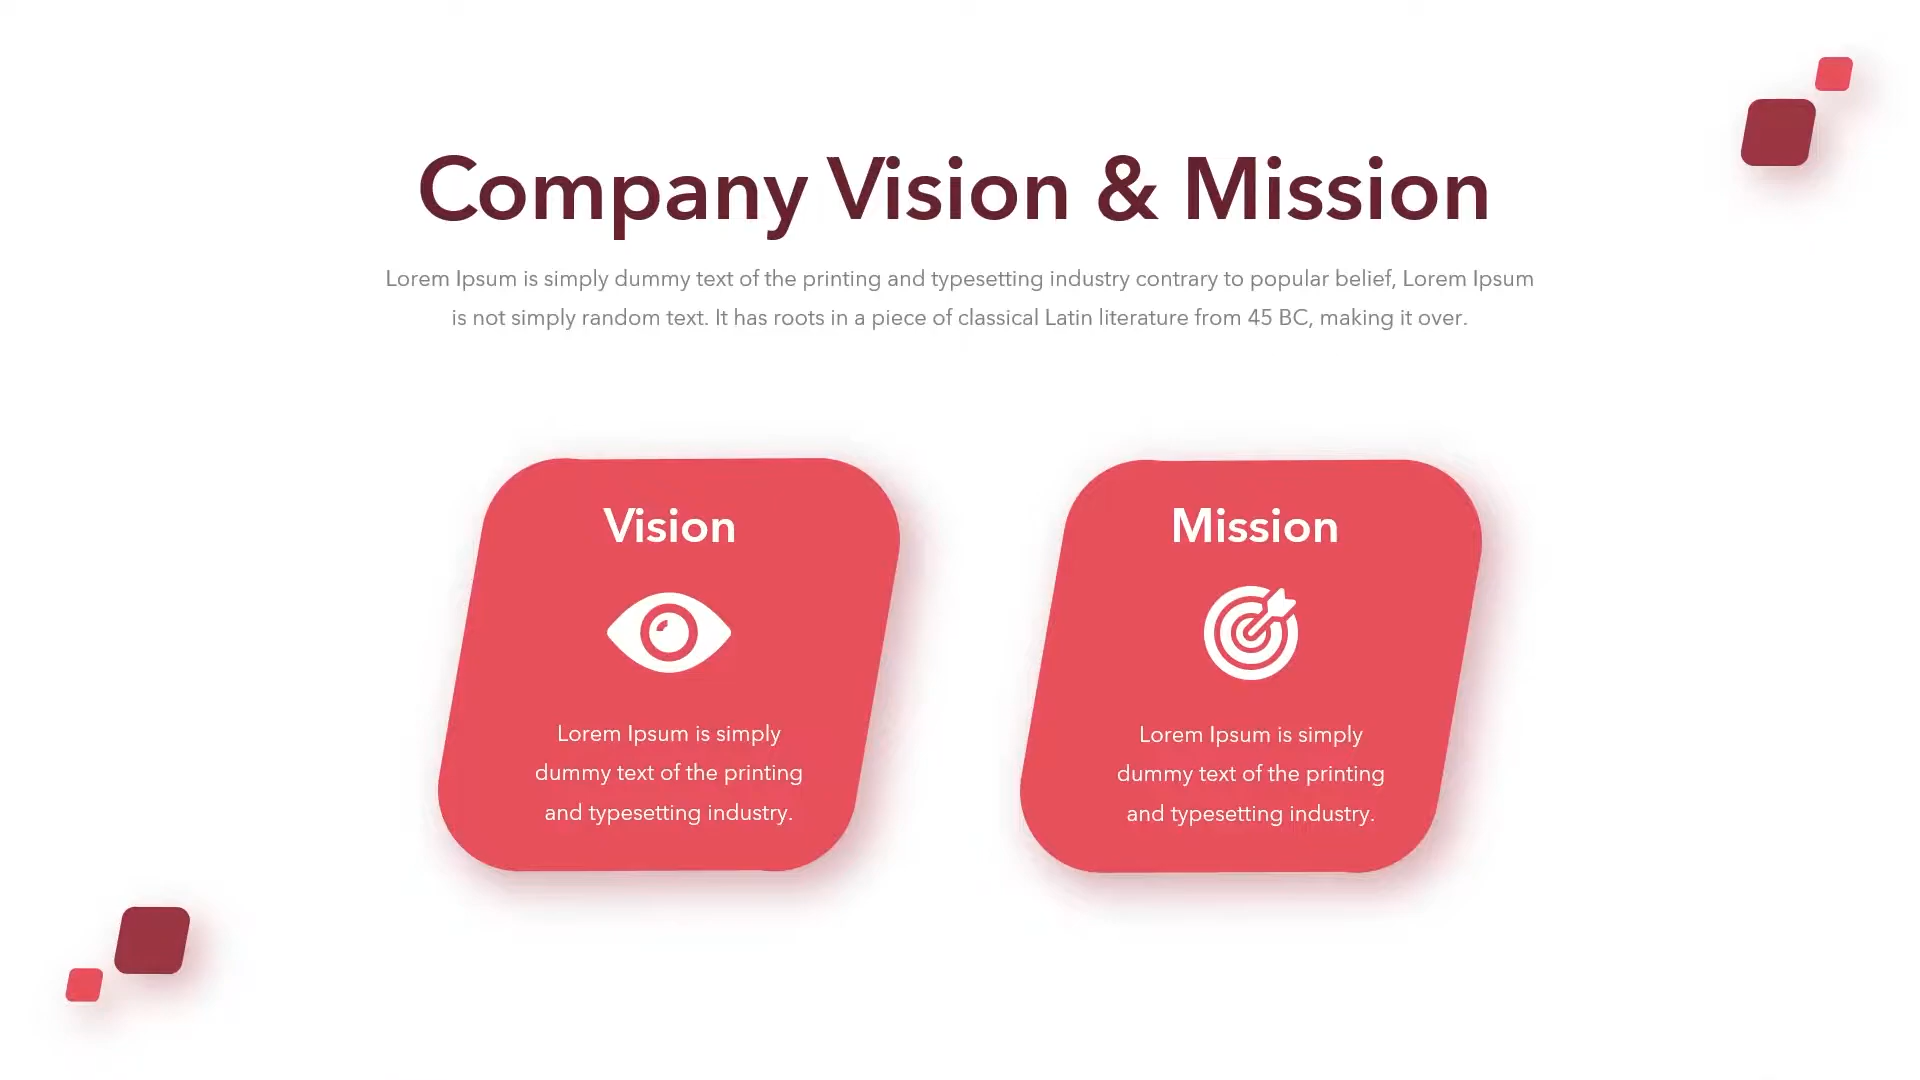 Company Vision & Mission
Lorem Ipsum is simply dummy text of the printing and typesetting industry contrary to popular belief, Lorem Ipsum
is not simply random text. It has roots in a piece of classical Latin literature from 45 BC, making it over.
Vision
Lorem Ipsum is simply
dummy text of the printing
and typesetting industry.
Mission
Lorem Ipsum is simply
dummy text of the printing
and typesetting industry.